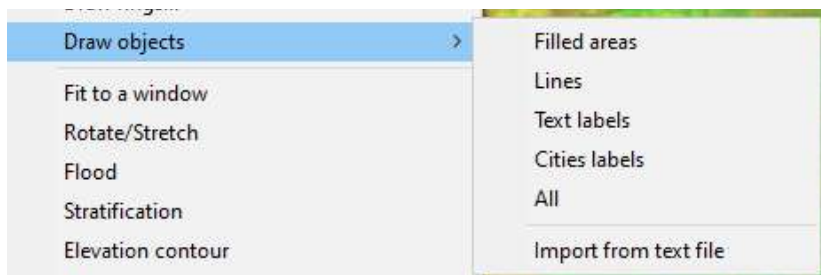 Draw objects
Fit to a window
Rotate/Stretch
Flood
Stratification
Elevation contour
Filled areas
Lines
Text labels
Cities labels
All
Import from text file